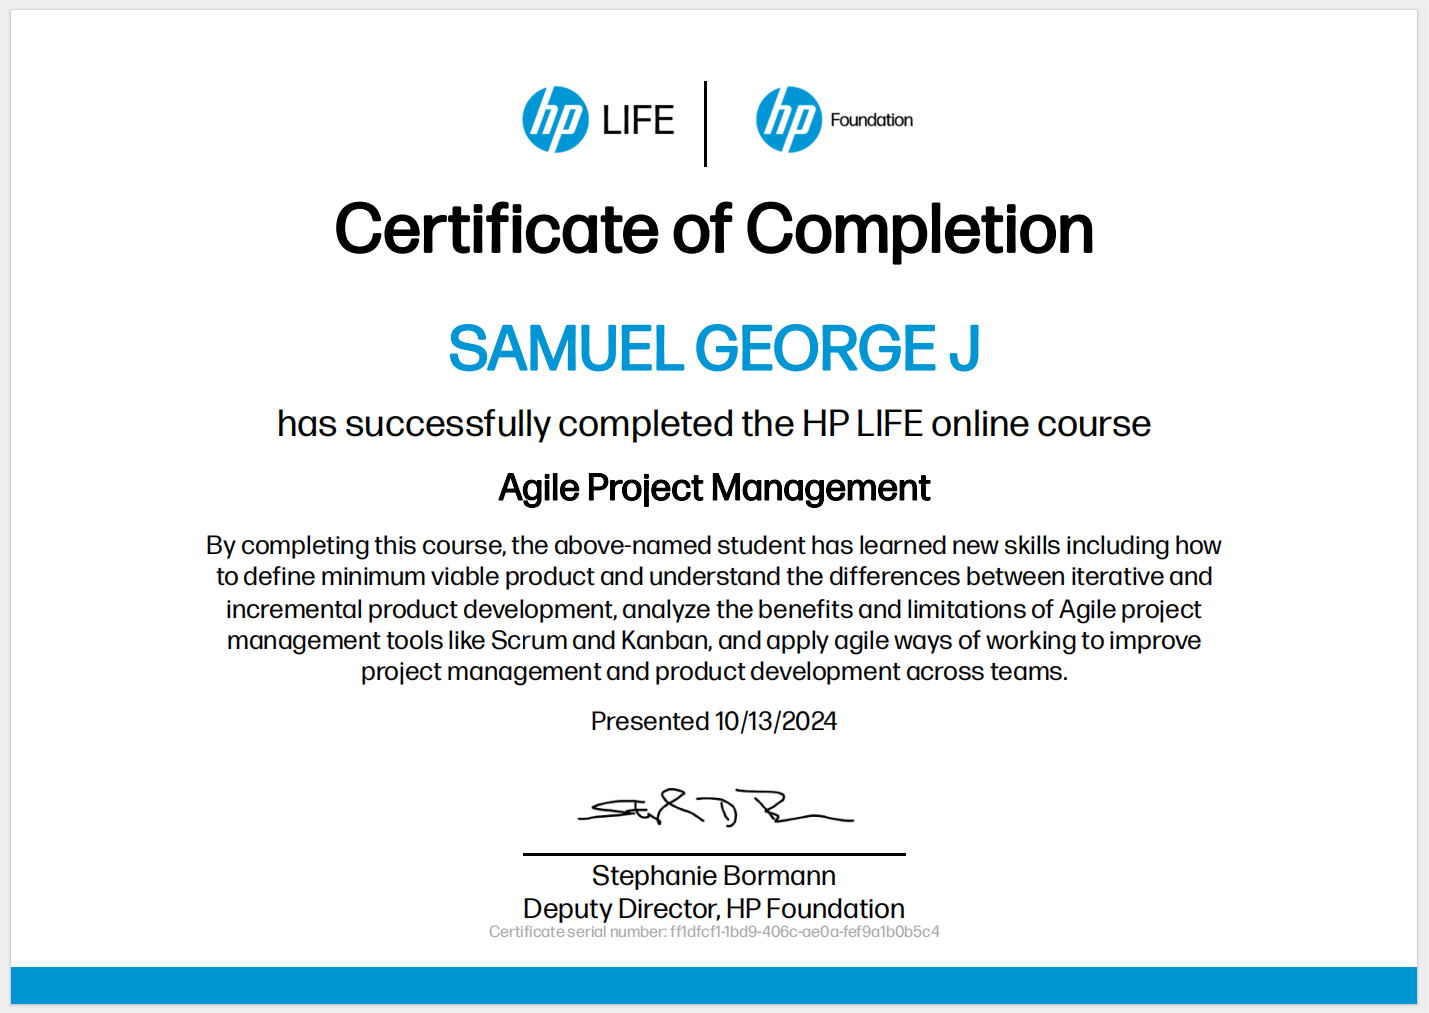 hp LIFE
hp Foundation
Certificate of Completion
SAMUEL GEORGE J
has successfully completed the HP LIFE online course
Agile Project Management
By completing this course, the above-named student has learned new skills including how
to define minimum viable product and understand the differences between iterative and
incremental product development, analyze the benefits and limitations of Agile project
management tools like Scrum and Kanban, and apply agile ways of working to improve
project management and product development across teams.
Presented 10/13/2024
Stephanie Bormann
Deputy Director, HP Foundation
Certificate serial number: ff1dfcf1-1bd9-406c-ae0a-fef9a1b0b5c4